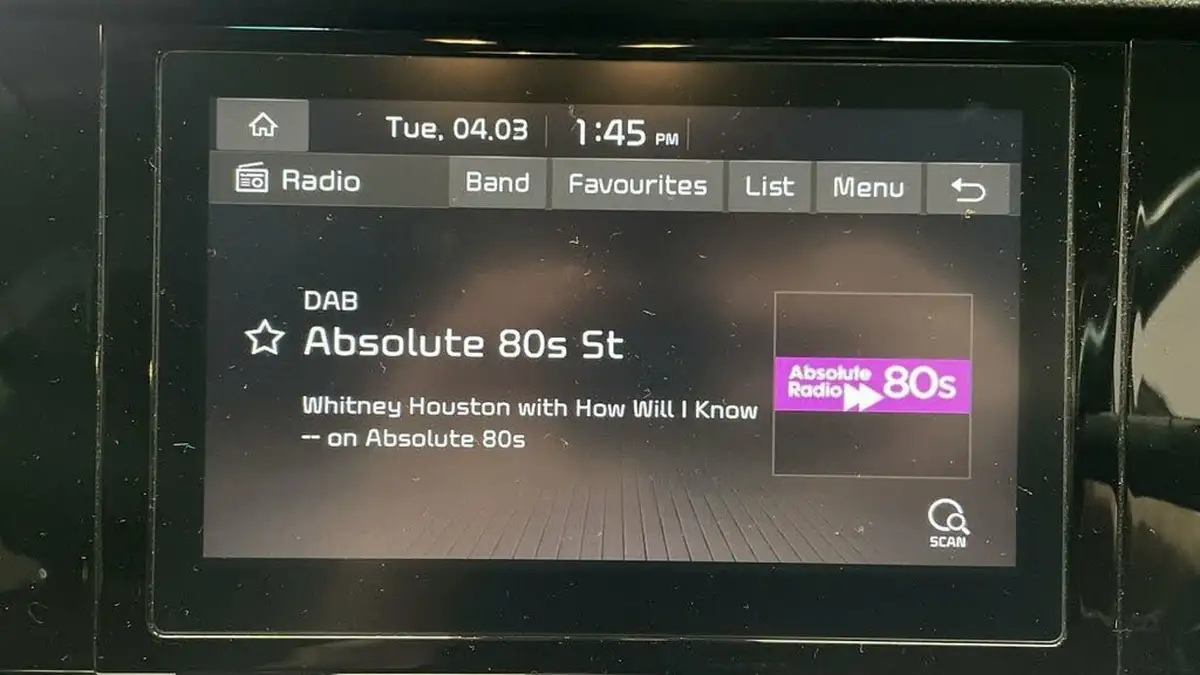 Tue, 04.03 1:45 PM
Radio Band Favourites List Menu
DAB
Absolute 80s St
Whitney Houston with How Will I Know
-- on Absolute 80s
Absolute
Radio 80s
SCAN